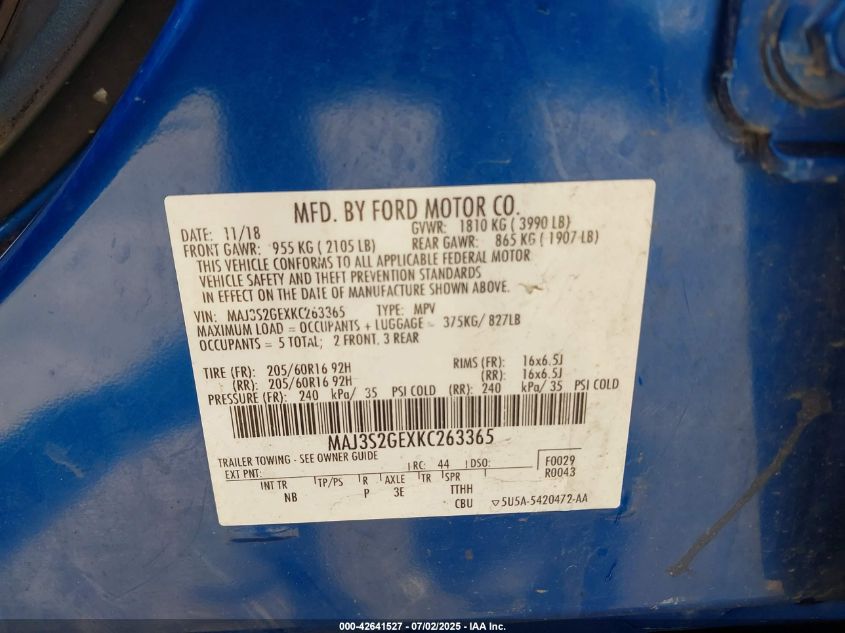 MFD. BY FORD MOTOR CO.
DATE: 11/18 GVWR: 1810 KG ( 3990 LB)
FRONT GAWR: 955 KG ( 2105 LB) REAR GAWR: 865 KG ( 1907 LB)
THIS VEHICLE CONFORMS TO ALL APPLICABLE FEDERAL MOTOR
VEHICLE SAFETY AND THEFT PREVENTION STANDARDS
IN EFFECT ON THE DATE OF MANUFACTURE SHOWN ABOVE.
VIN: MAJ3S2GEXKC263365 TYPE: MPV
MAXIMUM LOAD = OCCUPANTS + LUGGAGE = 375KG/ 827LB
OCCUPANTS = 5 TOTAL; 2 FRONT, 3 REAR
TIRE (FR): 205/60R16 92H RIMS (FR): 16x6.5J
(RR): 205/60R16 92H (RR): 16x6.5J
PRESSURE (FR): 240 kPa/ 35 PSI COLD (RR): 240 kPa/ 35 PSI COLD
MAJ3S2GEXKC263365
TRAILER TOWING - SEE OWNER GUIDE
EXT PNT: RC: 44 DSO: F0029
R0043
INT TR TP/PS R AXLE TR SPR
NB P 3E TTHH
CBU ▽5U5A-5420472-AA
000-42641527 - 07/02/2025 - IAA Inc.